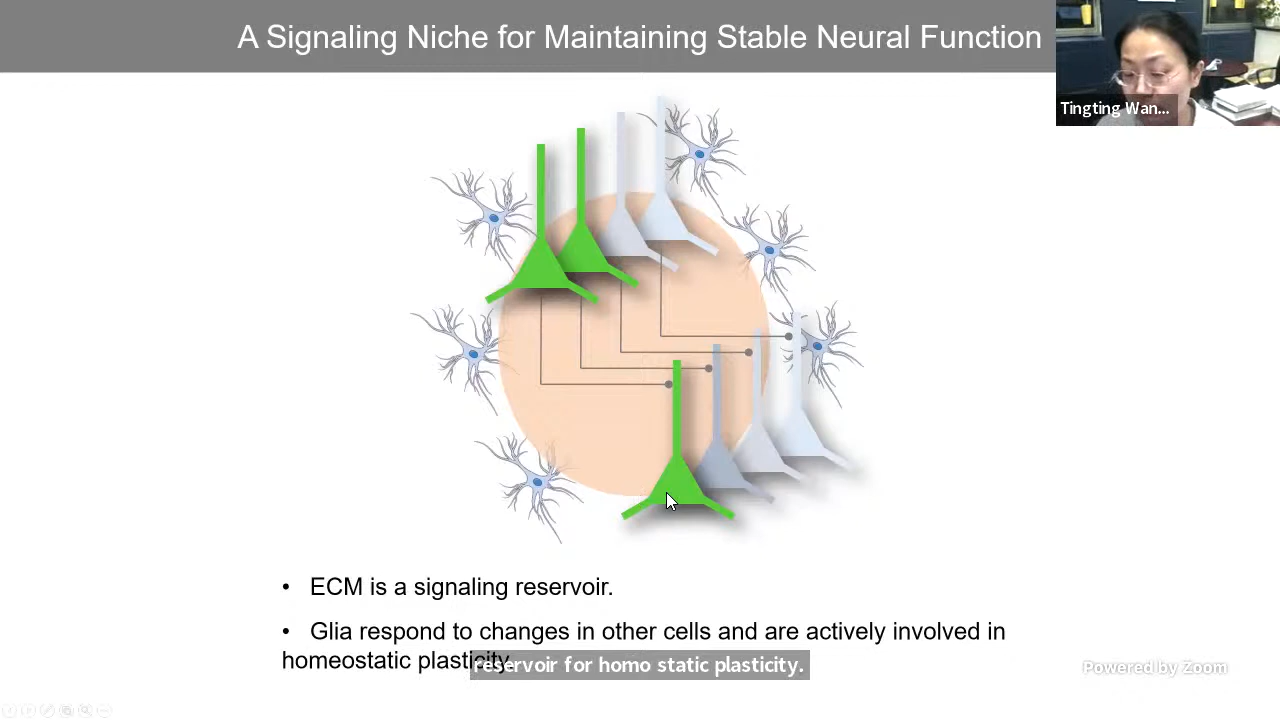 A Signaling Niche for Maintaining Stable Neural Function
Tingting Wan...
• ECM is a signaling reservoir.
• Glia respond to changes in other cells and are actively involved in
homeostatic plasticity.
reservoir for homo static plasticity.
Powered by Zoom